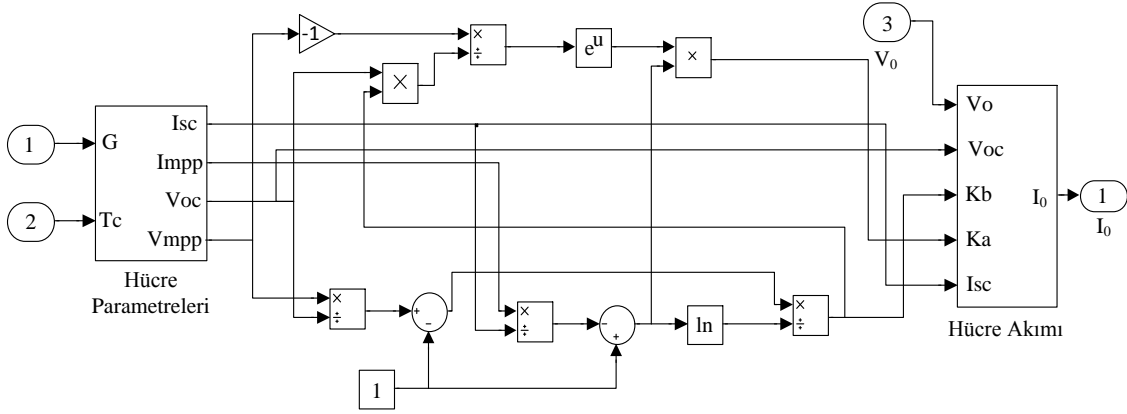 -1
×
÷
e^u
×
×
3
V₀
1
2
G
Tc
Isc
Impp
Voc
Vmpp
Hücre
Parametreleri
Vo
Voc
Kb
Ka
Isc
I₀
Hücre Akımı
1
I₀
×
÷
+
−
×
÷
−
+
ln
×
÷
1